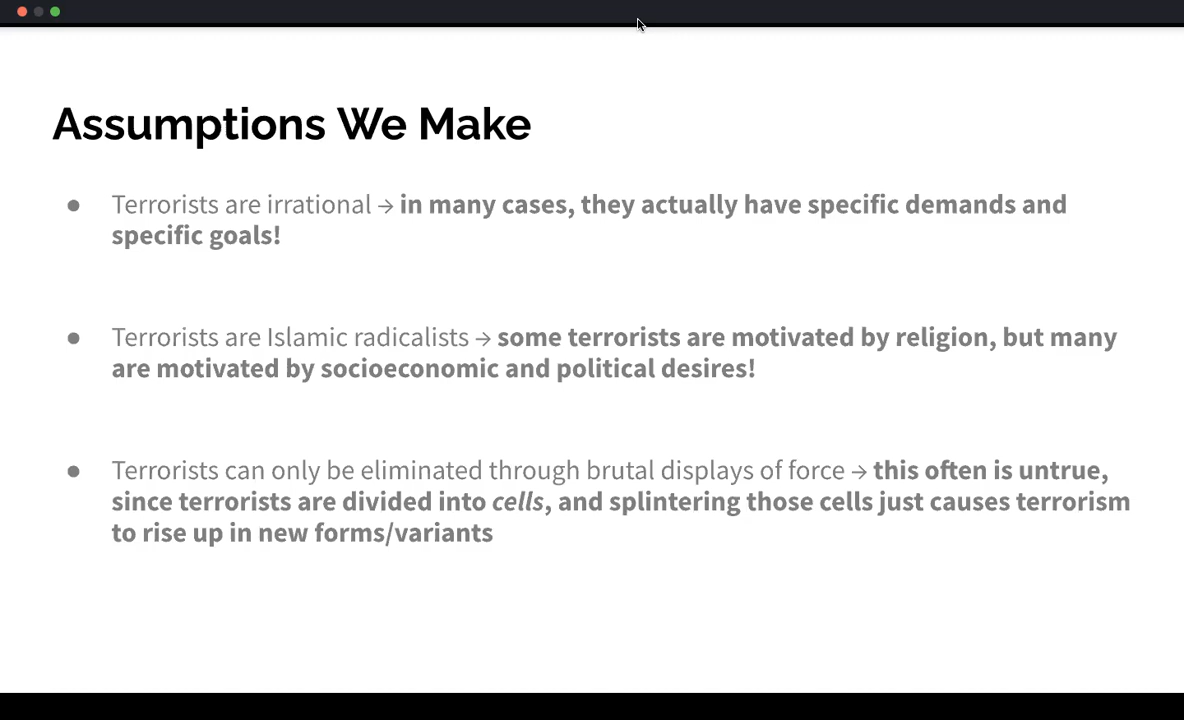 Assumptions We Make
● Terrorists are irrational → in many cases, they actually have specific demands and
specific goals!
● Terrorists are Islamic radicalists → some terrorists are motivated by religion, but many
are motivated by socioeconomic and political desires!
● Terrorists can only be eliminated through brutal displays of force → this often is untrue,
since terrorists are divided into cells, and splintering those cells just causes terrorism
to rise up in new forms/variants